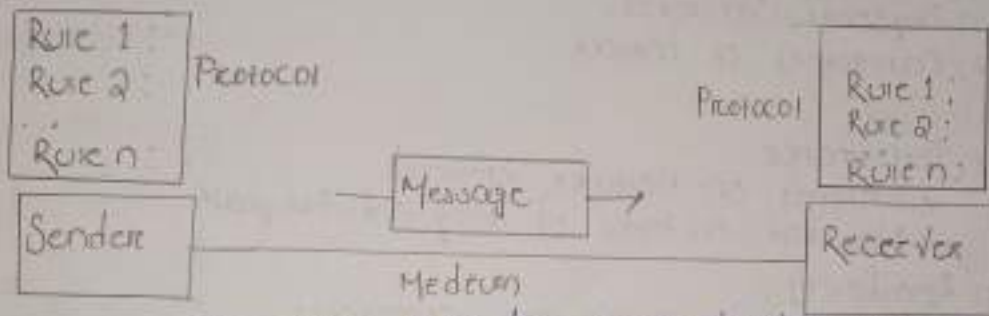 Rule 1:
Rule 2:
Rule n:
Protocol
Protocol
Rule 1:
Rule 2:
Rule n:
Message
Sender
Receiver
Medium